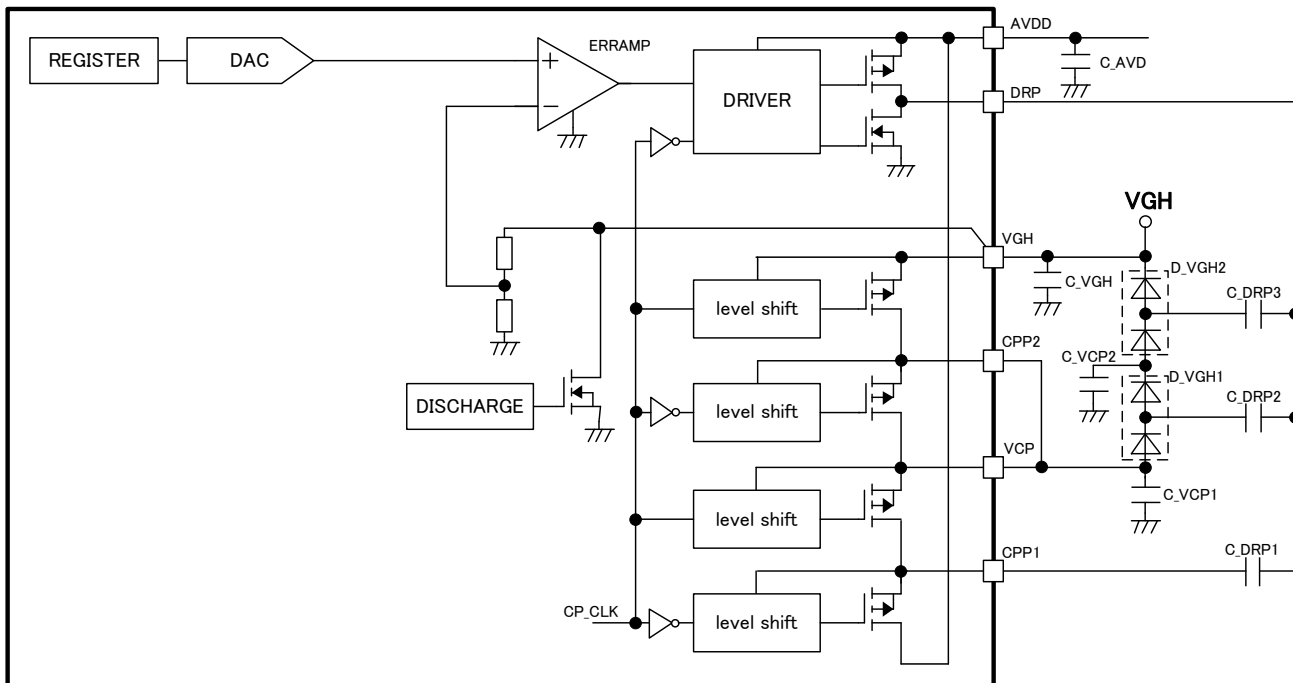 AVDD
REGISTER
DAC
ERRAMP
+
−
DRIVER
C_AVD
DRP
VGH
VGH
D_VGH2
C_VGH
C_DRP3
level shift
CPP2
C_VCP2
D_VGH1
DISCHARGE
level shift
C_DRP2
VCP
level shift
C_VCP1
CPP1
C_DRP1
CP_CLK
level shift